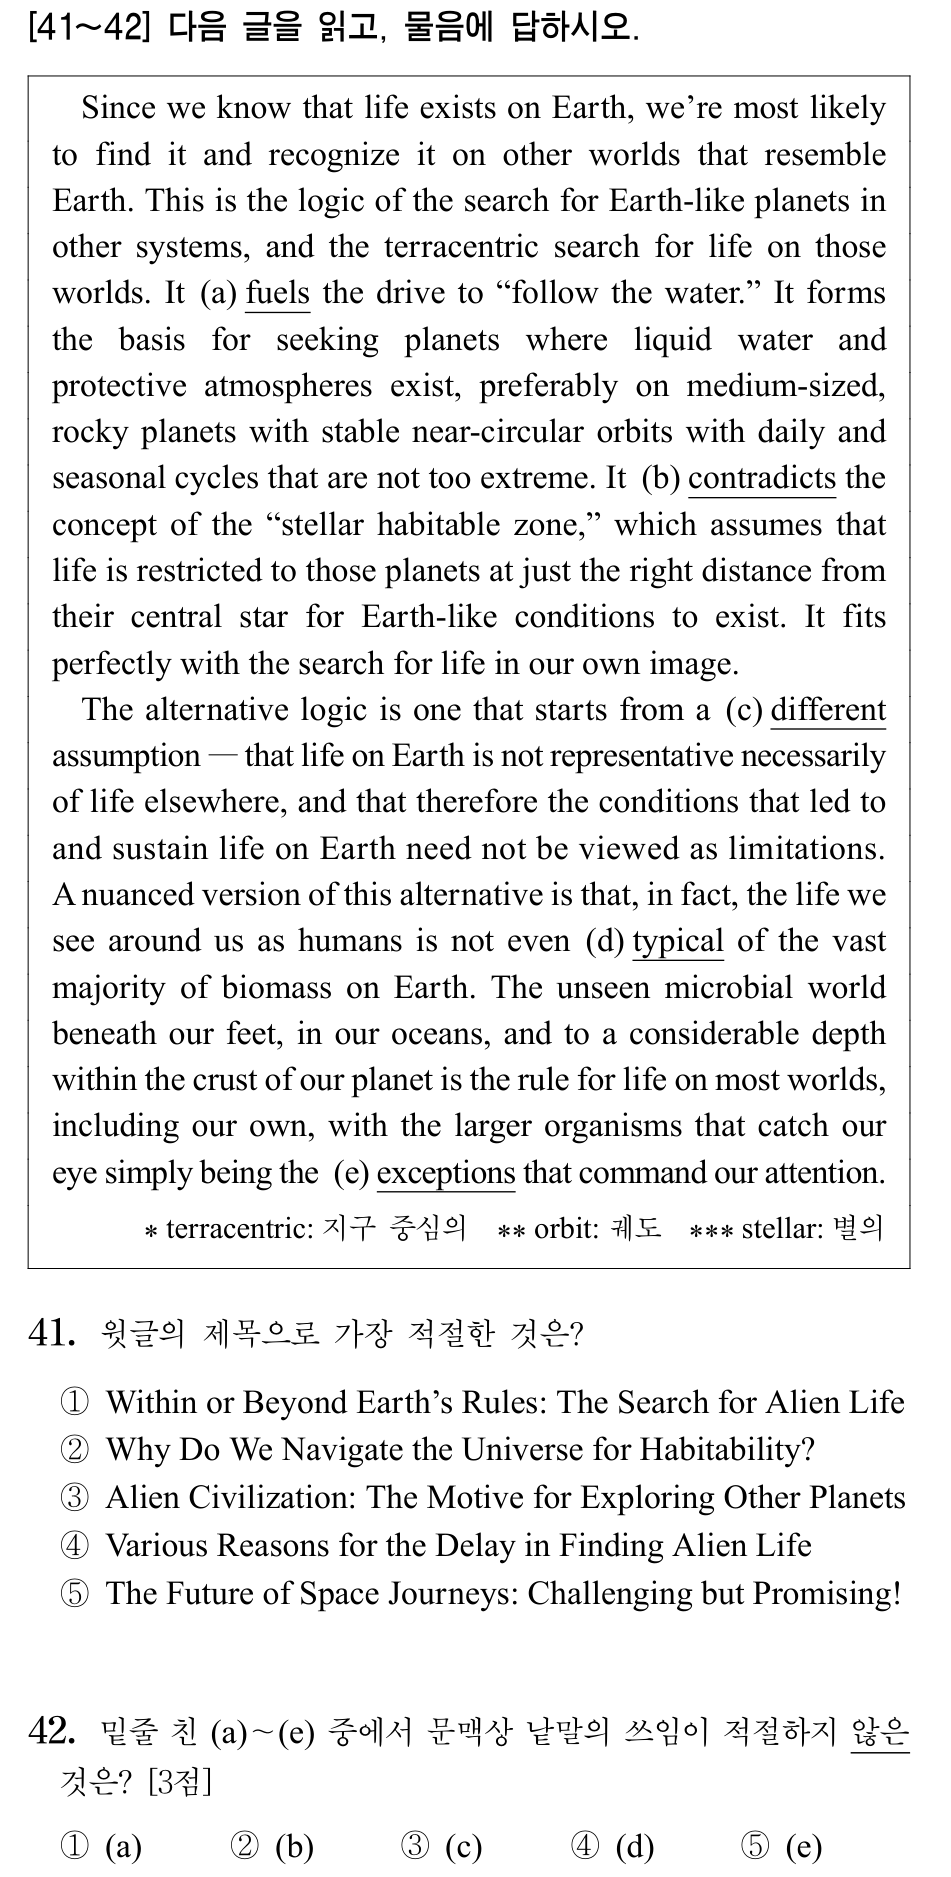 [41~42] 다음 글을 읽고, 물음에 답하시오.
Since we know that life exists on Earth, we’re most likely
to find it and recognize it on other worlds that resemble
Earth. This is the logic of the search for Earth-like planets in
other systems, and the terracentric search for life on those
worlds. It (a) fuels the drive to “follow the water.” It forms
the basis for seeking planets where liquid water and
protective atmospheres exist, preferably on medium-sized,
rocky planets with stable near-circular orbits with daily and
seasonal cycles that are not too extreme. It (b) contradicts the
concept of the “stellar habitable zone,” which assumes that
life is restricted to those planets at just the right distance from
their central star for Earth-like conditions to exist. It fits
perfectly with the search for life in our own image.
The alternative logic is one that starts from a (c) different
assumption — that life on Earth is not representative necessarily
of life elsewhere, and that therefore the conditions that led to
and sustain life on Earth need not be viewed as limitations.
A nuanced version of this alternative is that, in fact, the life we
see around us as humans is not even (d) typical of the vast
majority of biomass on Earth. The unseen microbial world
beneath our feet, in our oceans, and to a considerable depth
within the crust of our planet is the rule for life on most worlds,
including our own, with the larger organisms that catch our
eye simply being the (e) exceptions that command our attention.
* terracentric: 지구 중심의 ** orbit: 궤도 *** stellar: 별의
41. 윗글의 제목으로 가장 적절한 것은?
① Within or Beyond Earth’s Rules: The Search for Alien Life
② Why Do We Navigate the Universe for Habitability?
③ Alien Civilization: The Motive for Exploring Other Planets
④ Various Reasons for the Delay in Finding Alien Life
⑤ The Future of Space Journeys: Challenging but Promising!
42. 밑줄 친 (a)~(e) 중에서 문맥상 낱말의 쓰임이 적절하지 않은
것은? [3점]
① (a) ② (b) ③ (c) ④ (d) ⑤ (e)